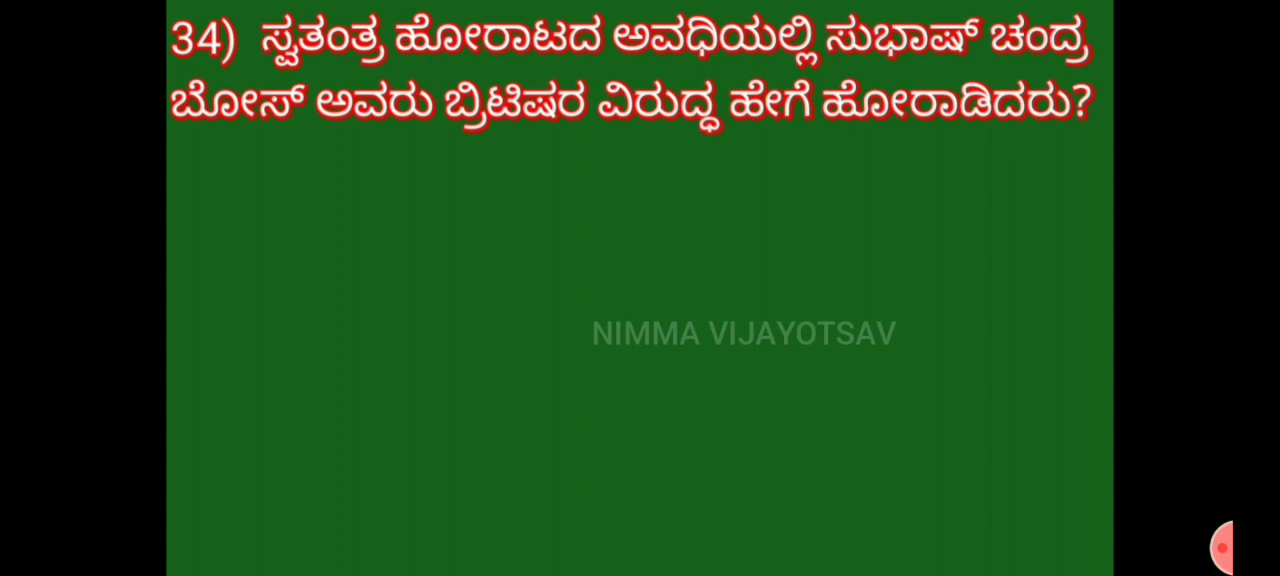 34) ಸ್ವತಂತ್ರ ಹೋರಾಟದ ಅವಧಿಯಲ್ಲಿ ಸುಭಾಷ್ ಚಂದ್ರ
ಬೋಸ್ ಅವರು ಬ್ರಿಟಿಷರ ವಿರುದ್ಧ ಹೇಗೆ ಹೋರಾಡಿದರು?
NIMMA VIJAYOTSAV